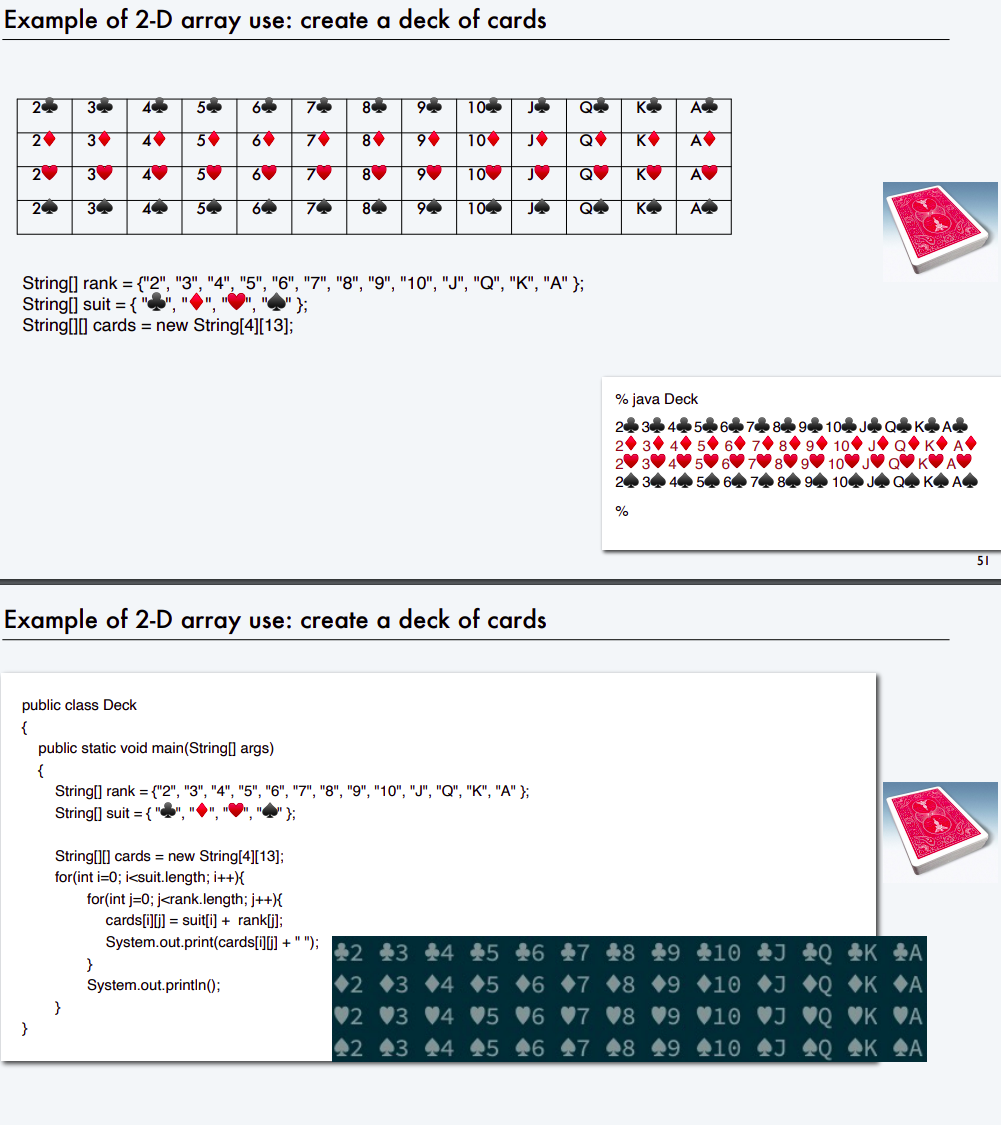 Example of 2-D array use: create a deck of cards
2♣ 3♣ 4♣ 5♣ 6♣ 7♣ 8♣ 9♣ 10♣ J♣ Q♣ K♣ A♣
2♦ 3♦ 4♦ 5♦ 6♦ 7♦ 8♦ 9♦ 10♦ J♦ Q♦ K♦ A♦
2♥ 3♥ 4♥ 5♥ 6♥ 7♥ 8♥ 9♥ 10♥ J♥ Q♥ K♥ A♥
2♠ 3♠ 4♠ 5♠ 6♠ 7♠ 8♠ 9♠ 10♠ J♠ Q♠ K♠ A♠
String[] rank = {"2", "3", "4", "5", "6", "7", "8", "9", "10", "J", "Q", "K", "A" };
String[] suit = { "♣", "♦", "♥", "♠" };
String[][] cards = new String[4][13];
% java Deck
2♣ 3♣ 4♣ 5♣ 6♣ 7♣ 8♣ 9♣ 10♣ J♣ Q♣ K♣ A♣
2♦ 3♦ 4♦ 5♦ 6♦ 7♦ 8♦ 9♦ 10♦ J♦ Q♦ K♦ A♦
2♥ 3♥ 4♥ 5♥ 6♥ 7♥ 8♥ 9♥ 10♥ J♥ Q♥ K♥ A♥
2♠ 3♠ 4♠ 5♠ 6♠ 7♠ 8♠ 9♠ 10♠ J♠ Q♠ K♠ A♠
%
51
Example of 2-D array use: create a deck of cards
public class Deck
{
public static void main(String[] args)
{
String[] rank = {"2", "3", "4", "5", "6", "7", "8", "9", "10", "J", "Q", "K", "A" };
String[] suit = { "♣", "♦", "♥", "♠" };
String[][] cards = new String[4][13];
for(int i=0; i<suit.length; i++){
for(int j=0; j<rank.length; j++){
cards[i][j] = suit[i] + rank[j];
System.out.print(cards[i][j] + " ");
}
System.out.println();
}
}
♣2 ♣3 ♣4 ♣5 ♣6 ♣7 ♣8 ♣9 ♣10 ♣J ♣Q ♣K ♣A
♦2 ♦3 ♦4 ♦5 ♦6 ♦7 ♦8 ♦9 ♦10 ♦J ♦Q ♦K ♦A
♥2 ♥3 ♥4 ♥5 ♥6 ♥7 ♥8 ♥9 ♥10 ♥J ♥Q ♥K ♥A
♠2 ♠3 ♠4 ♠5 ♠6 ♠7 ♠8 ♠9 ♠10 ♠J ♠Q ♠K ♠A